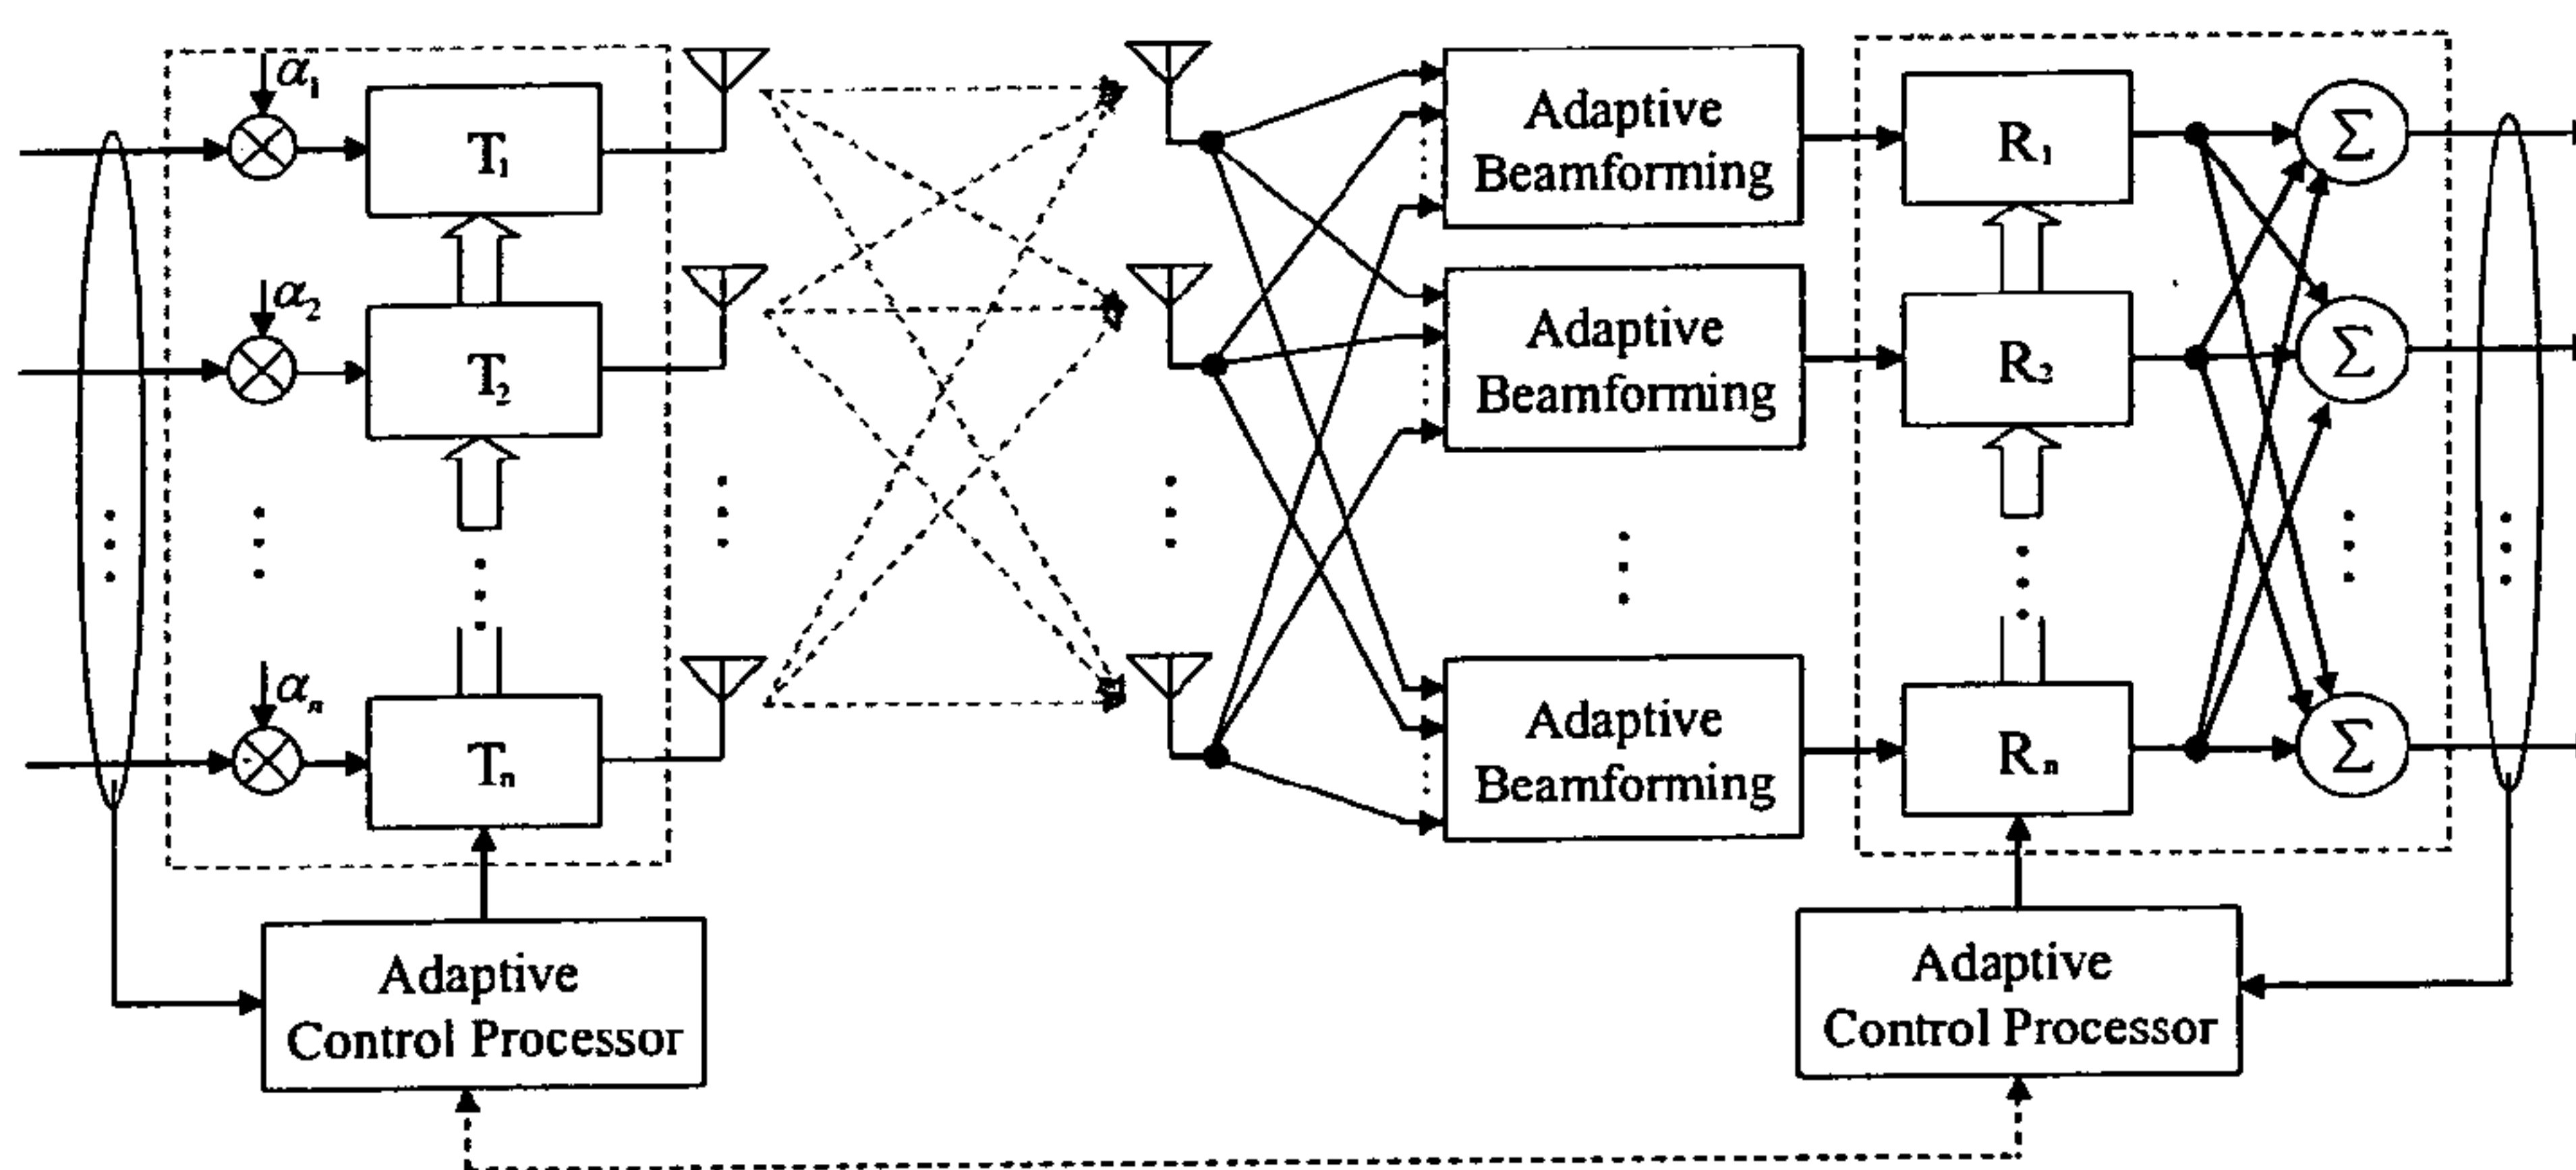 α₁
T₁
Adaptive
Beamforming
R₁
Σ
α₂
T₂
Adaptive
Beamforming
R₂
Σ
αₙ
Tₙ
Adaptive
Beamforming
Rₙ
Σ
Adaptive
Control Processor
Adaptive
Control Processor